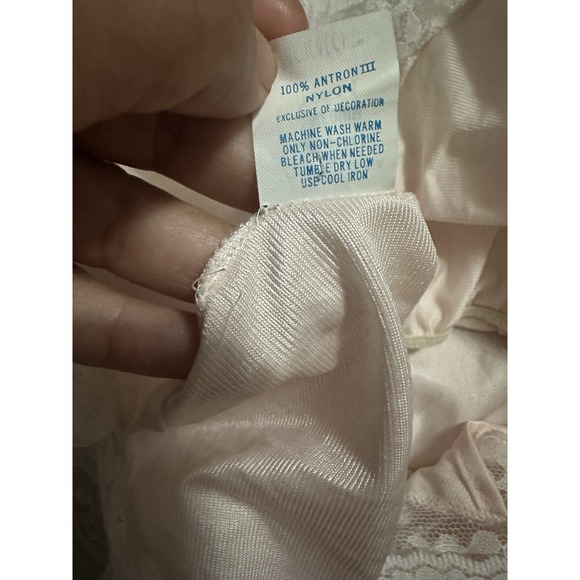 100% ANTRON III
NYLON
EXCLUSIVE OF DECORATION
MACHINE WASH WARM
ONLY NON-CHLORINE
BLEACH WHEN NEEDED
TUMBLE DRY LOW
USE COOL IRON